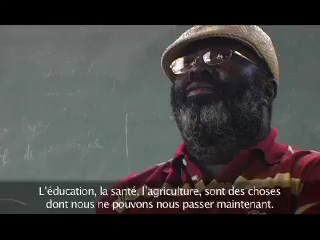 L'éducation, la santé, l'agriculture, sont des choses
dont nous ne pouvons nous passer maintenant.